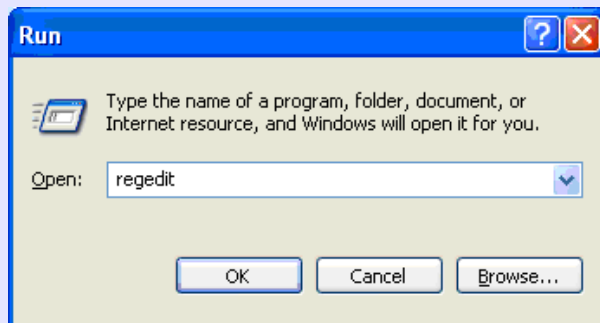 Run
?
Type the name of a program, folder, document, or
Internet resource, and Windows will open it for you.
Open: regedit
OK Cancel Browse...